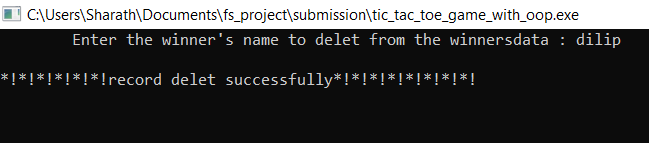 C:\Users\Sharath\Documents\fs_project\submission\tic_tac_toe_game_with_oop.exe
Enter the winner's name to delet from the winnersdata : dilip
*!*!*!*!*!*!record delet successfully*!*!*!*!*!*!*!*!